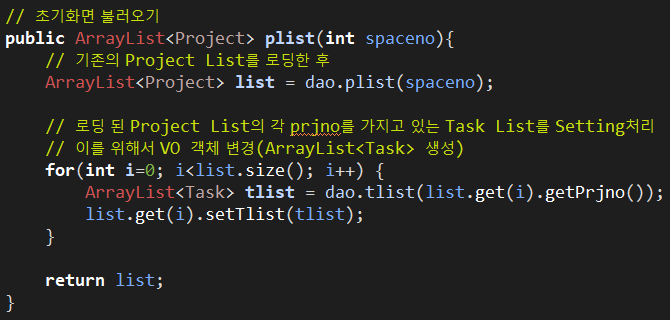 // 초기화면 불러오기
public ArrayList<Project> plist(int spaceno){
    // 기존의 Project List를 로딩한 후
    ArrayList<Project> list = dao.plist(spaceno);

    // 로딩 된 Project List의 각 prjno를 가지고 있는 Task List를 Setting처리
    // 이를 위해서 VO 객체 변경(ArrayList<Task> 생성)
    for(int i=0; i<list.size(); i++) {
        ArrayList<Task> tlist = dao.tlist(list.get(i).getPrjno());
        list.get(i).setTlist(tlist);
    }

    return list;
}